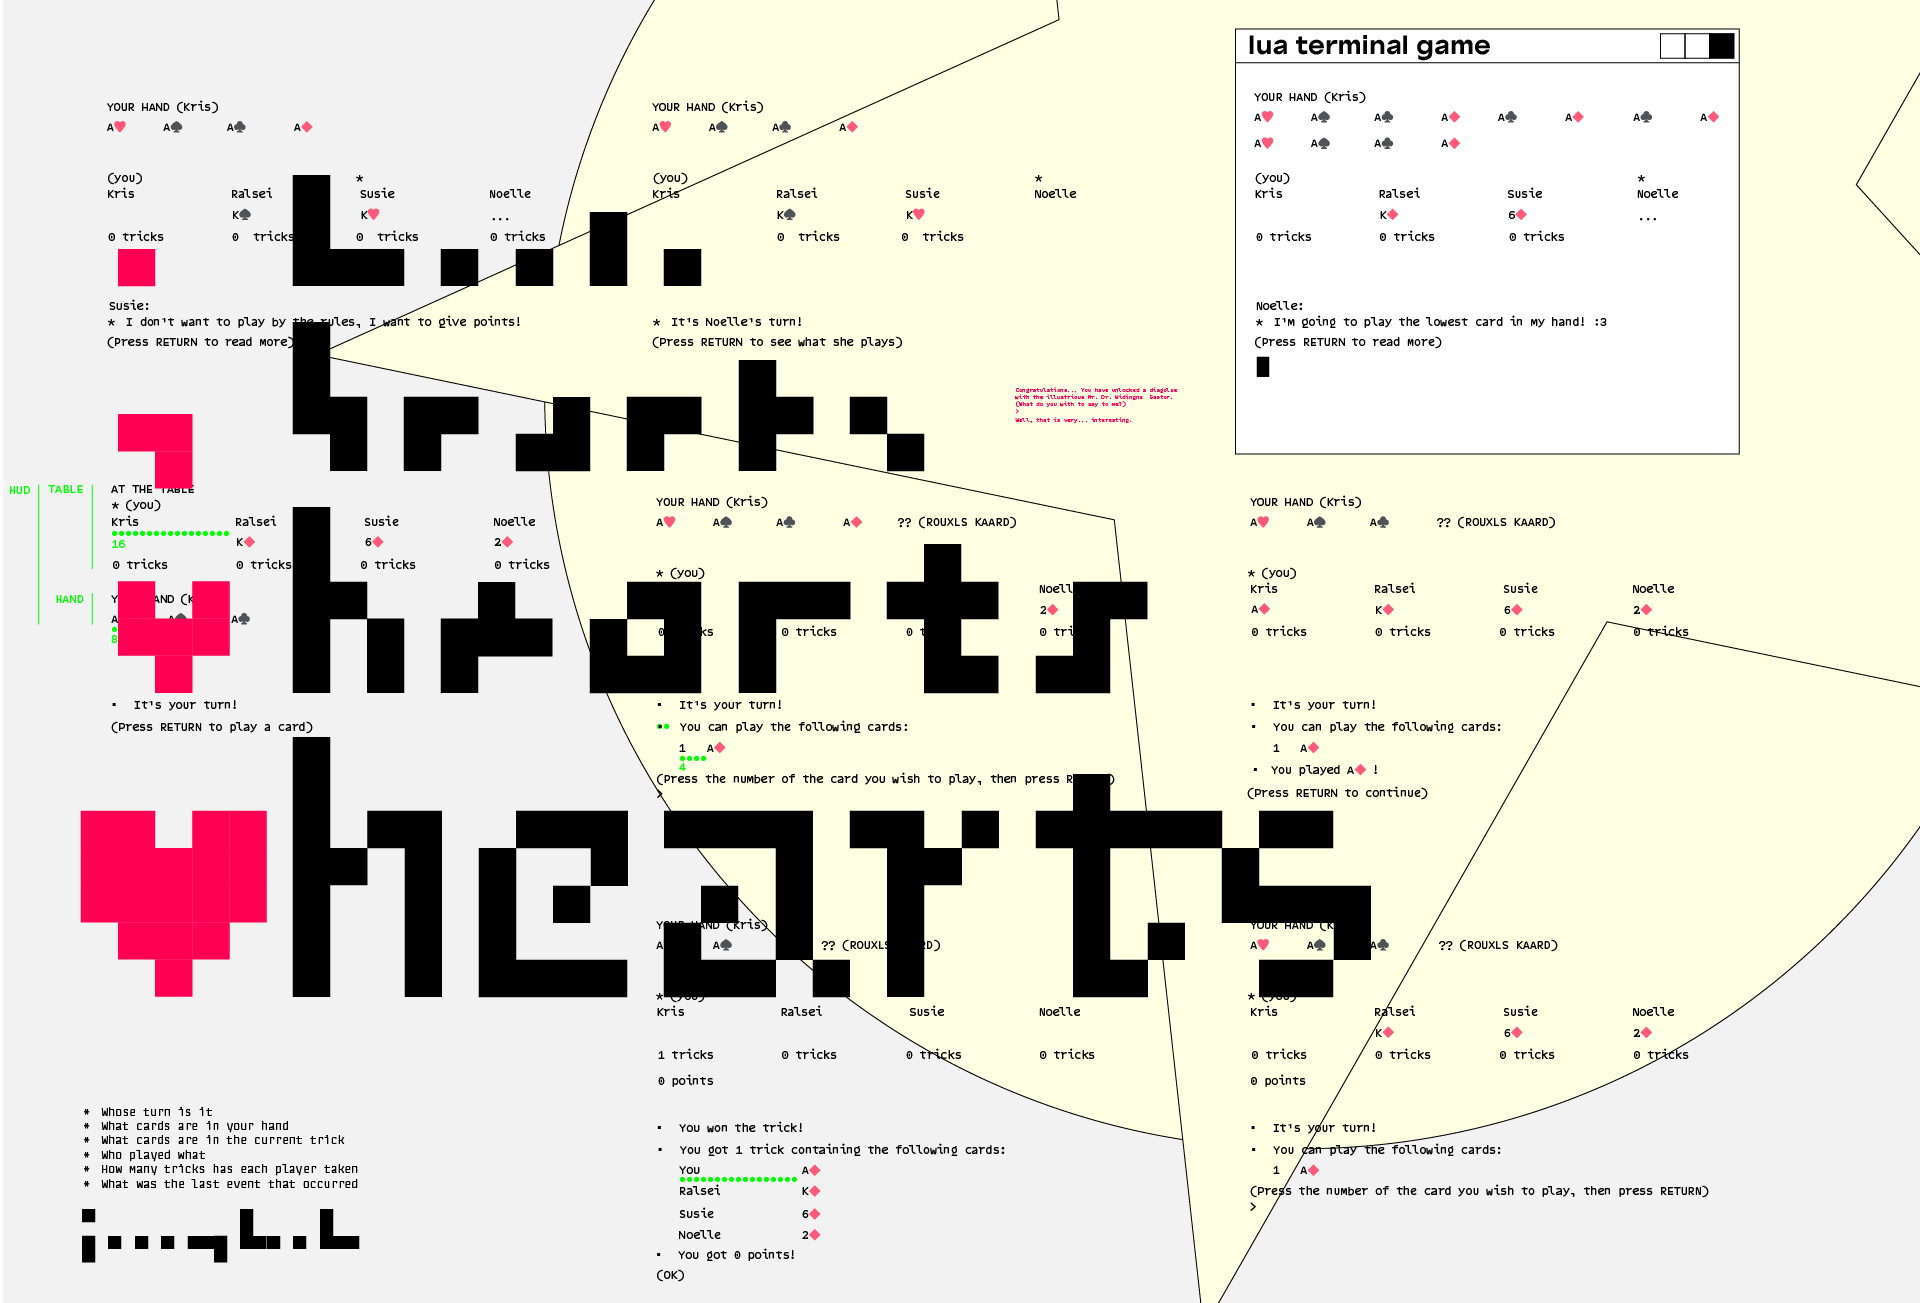 YOUR HAND (Kris)
A♥ A♠ A♣ A♦
(you) *
Kris Ralsei Susie Noelle
K♠ K♥ ...
0 tricks 0 tricks 0 tricks 0 tricks
Susie:
* I don't want to play by the rules, I want to give points!
(Press RETURN to read more)
YOUR HAND (Kris)
A♥ A♠ A♣ A♦
(you) *
Kris Ralsei Susie Noelle
K♠ K♥
0 tricks 0 tricks
* It's Noelle's turn!
(Press RETURN to see what she plays)
lua terminal game
YOUR HAND (Kris)
A♥ A♠ A♣ A♦ A♣ A♦ A♣ A♦
A♥ A♠ A♣ A♦
(you) *
Kris Ralsei Susie Noelle
K♦ 6♦ ...
0 tricks 0 tricks 0 tricks
Noelle:
* I'm going to play the lowest card in my hand! :3
(Press RETURN to read more)
Congratulations... You have unlocked a diagolue
with the illustrious Mr. Dr. Widingns Gaster.
(What do you with to say to me?)
>
Well, that is very... interesting.
HUD TABLE
AT THE TABLE
* (you)
Kris Ralsei Susie Noelle
16 K♦ 6♦ 2♦
0 tricks 0 tricks 0 tricks 0 tricks
HAND
A♣
8
▪ It's your turn!
(Press RETURN to play a card)
YOUR HAND (Kris)
A♥ A♠ A♣ A♦ ?? (ROUXLS KAARD)
* (you)
2♦
0 tricks
▪ It's your turn!
▪ You can play the following cards:
1 A♦
4
(Press the number of the card you wish to play, then press
>
YOUR HAND (Kris)
A♥ A♠ A♣ ?? (ROUXLS KAARD)
* (you)
Kris Ralsei Susie Noelle
A♦ K♦ 6♦ 2♦
0 tricks 0 tricks 0 tricks 0 tricks
▪ It's your turn!
▪ You can play the following cards:
1 A♦
▪ You played A♦ !
(Press RETURN to continue)
hearts
hearts
hearts
YOUR HAND (Kris)
A♠ ?? (ROUXLS KAARD)
* (you)
Kris Ralsei Susie Noelle
1 tricks 0 tricks 0 tricks 0 tricks
0 points
▪ You won the trick!
▪ You got 1 trick containing the following cards:
You A♦
Ralsei K♦
Susie 6♦
Noelle 2♦
▪ You got 0 points!
(OK)
YOUR HAND
A♥ A♠ A♣ ?? (ROUXLS KAARD)
* (you)
Kris Ralsei Susie Noelle
K♦ 6♦ 2♦
0 tricks 0 tricks 0 tricks 0 tricks
0 points
▪ It's your turn!
▪ You can play the following cards:
1 A♦
(Press the number of the card you wish to play, then press RETURN)
>
* Whose turn is it
* What cards are in your hand
* What cards are in the current trick
* Who played what
* How many tricks has each player taken
* What was the last event that occurred